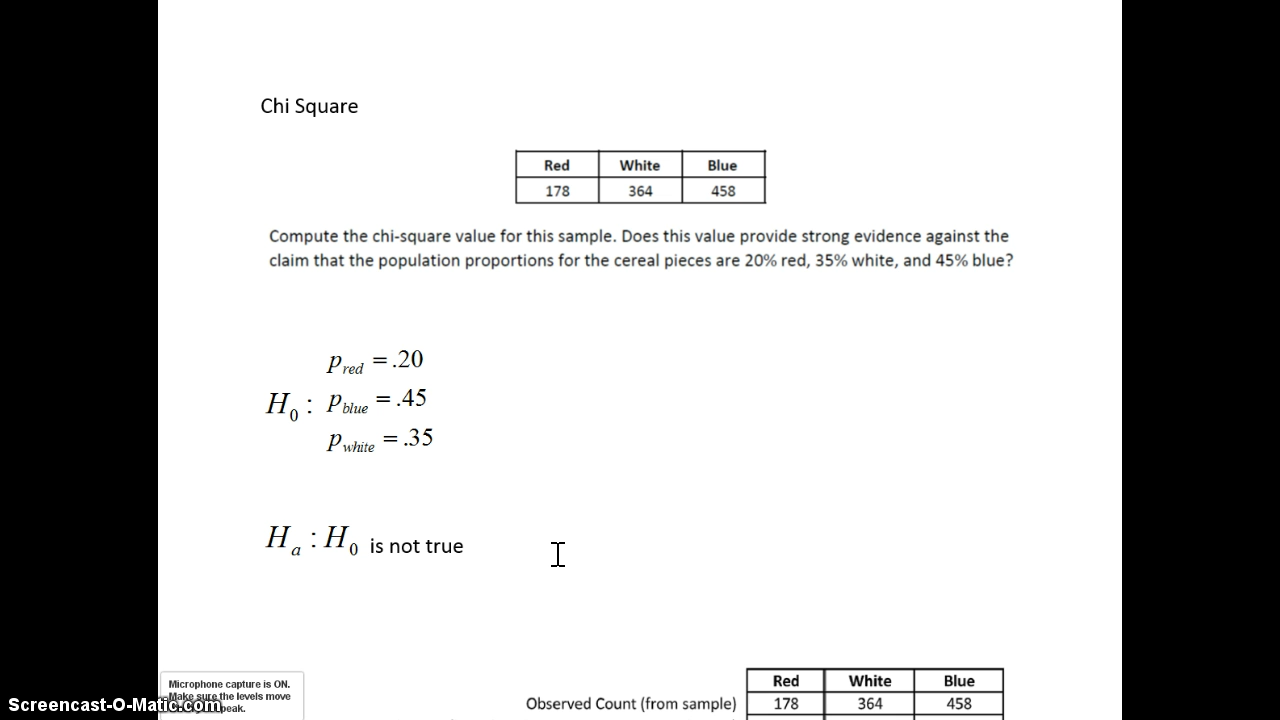 Chi Square
Red White Blue
178 364 458
Compute the chi-square value for this sample. Does this value provide strong evidence against the
claim that the population proportions for the cereal pieces are 20% red, 35% white, and 45% blue?
p_red = .20
H_0 : p_blue = .45
p_white = .35
H_a : H_0 is not true
Red White Blue
Observed Count (from sample) 178 364 458
Microphone capture is ON.
Make sure the levels move
peak.
Screencast-O-Matic.com